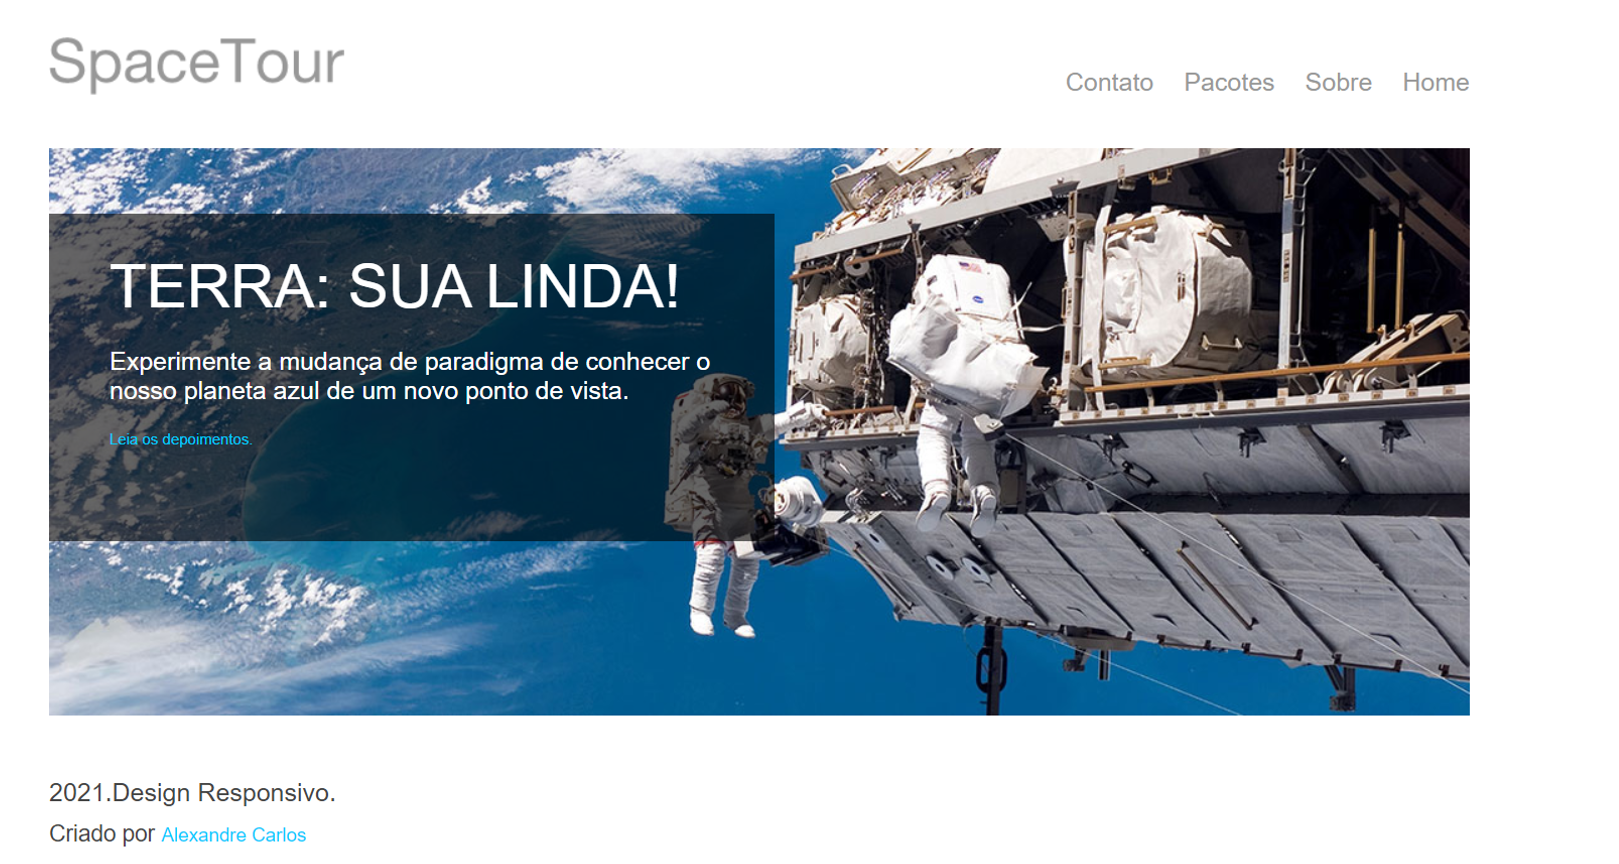 SpaceTour
Contato Pacotes Sobre Home
TERRA: SUA LINDA!
Experimente a mudança de paradigma de conhecer o
nosso planeta azul de um novo ponto de vista.
Leia os depoimentos.
2021.Design Responsivo.
Criado por Alexandre Carlos